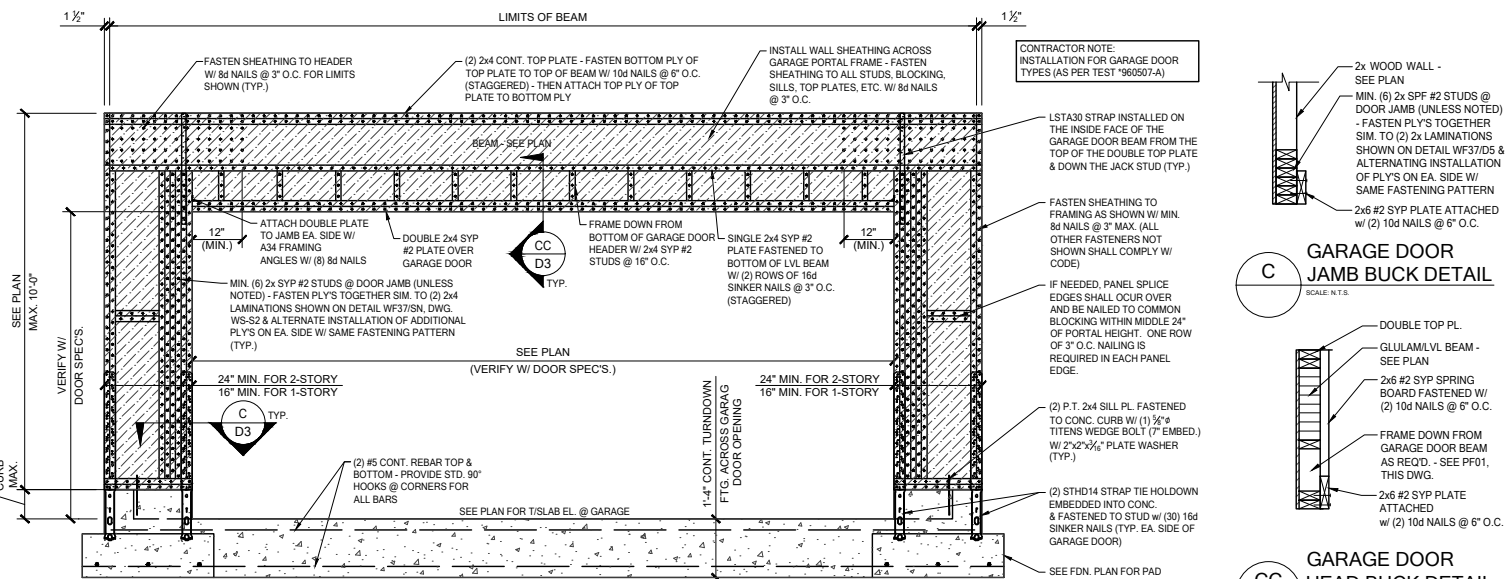 1 ½"
LIMITS OF BEAM
1 ½"
FASTEN SHEATHING TO HEADER
W/ 8d NAILS @ 3" O.C. FOR LIMITS
SHOWN (TYP.)
(2) 2x4 CONT. TOP PLATE - FASTEN BOTTOM PLY OF
TOP PLATE TO TOP OF BEAM W/ 10d NAILS @ 6" O.C.
(STAGGERED) - THEN ATTACH TOP PLY OF TOP
PLATE TO BOTTOM PLY
INSTALL WALL SHEATHING ACROSS
GARAGE PORTAL FRAME - FASTEN
SHEATHING TO ALL STUDS, BLOCKING,
SILLS, TOP PLATES, ETC. W/ 8d NAILS
@ 3" O.C.
CONTRACTOR NOTE:
INSTALLATION FOR GARAGE DOOR
TYPES (AS PER TEST "960507-A)
BEAM - SEE PLAN
LSTA30 STRAP INSTALLED ON
THE INSIDE FACE OF THE
GARAGE DOOR BEAM FROM THE
TOP OF THE DOUBLE TOP PLATE
& DOWN THE JACK STUD (TYP.)
SEE PLAN
MAX. 10'-0"
VERIFY W/
DOOR SPEC'S.
ATTACH DOUBLE PLATE
TO JAMB EA. SIDE W/
A34 FRAMING
ANGLES W/ (8) 8d NAILS
12"
(MIN.)
DOUBLE 2x4 SYP
#2 PLATE OVER
GARAGE DOOR
CC
D3
TYP.
FRAME DOWN FROM
BOTTOM OF GARAGE DOOR
HEADER W/ 2x4 SYP #2
STUDS @ 16" O.C.
SINGLE 2x4 SYP #2
PLATE FASTENED TO
BOTTOM OF LVL BEAM
W/ (2) ROWS OF 16d
SINKER NAILS @ 3" O.C.
(STAGGERED)
12"
(MIN.)
FASTEN SHEATHING TO
FRAMING AS SHOWN W/ MIN.
8d NAILS @ 3" MAX. (ALL
OTHER FASTENERS NOT
SHOWN SHALL COMPLY W/
CODE)
MIN. (6) 2x SYP #2 STUDS @ DOOR JAMB (UNLESS
NOTED) - FASTEN PLY'S TOGETHER SIM. TO (2) 2x4
LAMINATIONS SHOWN ON DETAIL WF37/SN, DWG.
WS-S2 & ALTERNATE INSTALLATION OF ADDITIONAL
PLY'S ON EA. SIDE W/ SAME FASTENING PATTERN
(TYP.)
IF NEEDED, PANEL SPLICE
EDGES SHALL OCUR OVER
AND BE NAILED TO COMMON
BLOCKING WITHIN MIDDLE 24"
OF PORTAL HEIGHT. ONE ROW
OF 3" O.C. NAILING IS
REQUIRED IN EACH PANEL
EDGE.
SEE PLAN
(VERIFY W/ DOOR SPEC'S.)
24" MIN. FOR 2-STORY
16" MIN. FOR 1-STORY
C
D3
TYP.
24" MIN. FOR 2-STORY
16" MIN. FOR 1-STORY
1'-4" CONT. TURNDOWN
FTG. ACROSS GARAG
DOOR OPENING
(2) P.T. 2x4 SILL PL. FASTENED
TO CONC. CURB W/ (1) ⅝"ø
TITENS WEDGE BOLT (7" EMBED.)
W/ 2"x2"x3/16" PLATE WASHER
(TYP.)
CURB
MAX.
(2) #5 CONT. REBAR TOP &
BOTTOM - PROVIDE STD. 90°
HOOKS @ CORNERS FOR
ALL BARS
SEE PLAN FOR T/SLAB EL. @ GARAGE
(2) STHD14 STRAP TIE HOLDOWN
EMBEDDED INTO CONC.
& FASTENED TO STUD w/ (30) 16d
SINKER NAILS (TYP. EA. SIDE OF
GARAGE DOOR)
SEE FDN. PLAN FOR PAD
2x WOOD WALL -
SEE PLAN
MIN. (6) 2x SPF #2 STUDS @
DOOR JAMB (UNLESS NOTED)
- FASTEN PLY'S TOGETHER
SIM. TO (2) 2x LAMINATIONS
SHOWN ON DETAIL WF37/D5 &
ALTERNATING INSTALLATION
OF PLY'S ON EA. SIDE W/
SAME FASTENING PATTERN
2x6 #2 SYP PLATE ATTACHED
w/ (2) 10d NAILS @ 6" O.C.
C
GARAGE DOOR
JAMB BUCK DETAIL
SCALE: N.T.S.
DOUBLE TOP PL.
GLULAM/LVL BEAM -
SEE PLAN
2x6 #2 SYP SPRING
BOARD FASTENED W/
(2) 10d NAILS @ 6" O.C.
FRAME DOWN FROM
GARAGE DOOR BEAM
AS REQ'D. - SEE PF01,
THIS DWG.
2x6 #2 SYP PLATE
ATTACHED
w/ (2) 10d NAILS @ 6" O.C.
CC
GARAGE DOOR
HEAD BUCK DETAIL